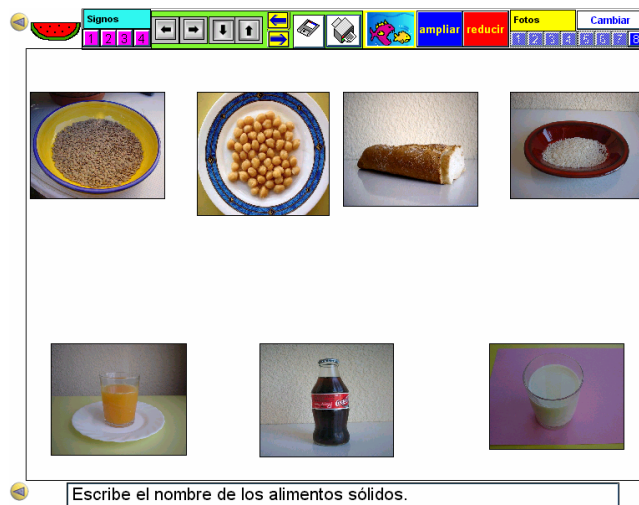 Signos
1 2 3 4
ampliar
reducir
Fotos
1 2 3 4 5 6 7 8
Cambiar
Escribe el nombre de los alimentos sólidos.